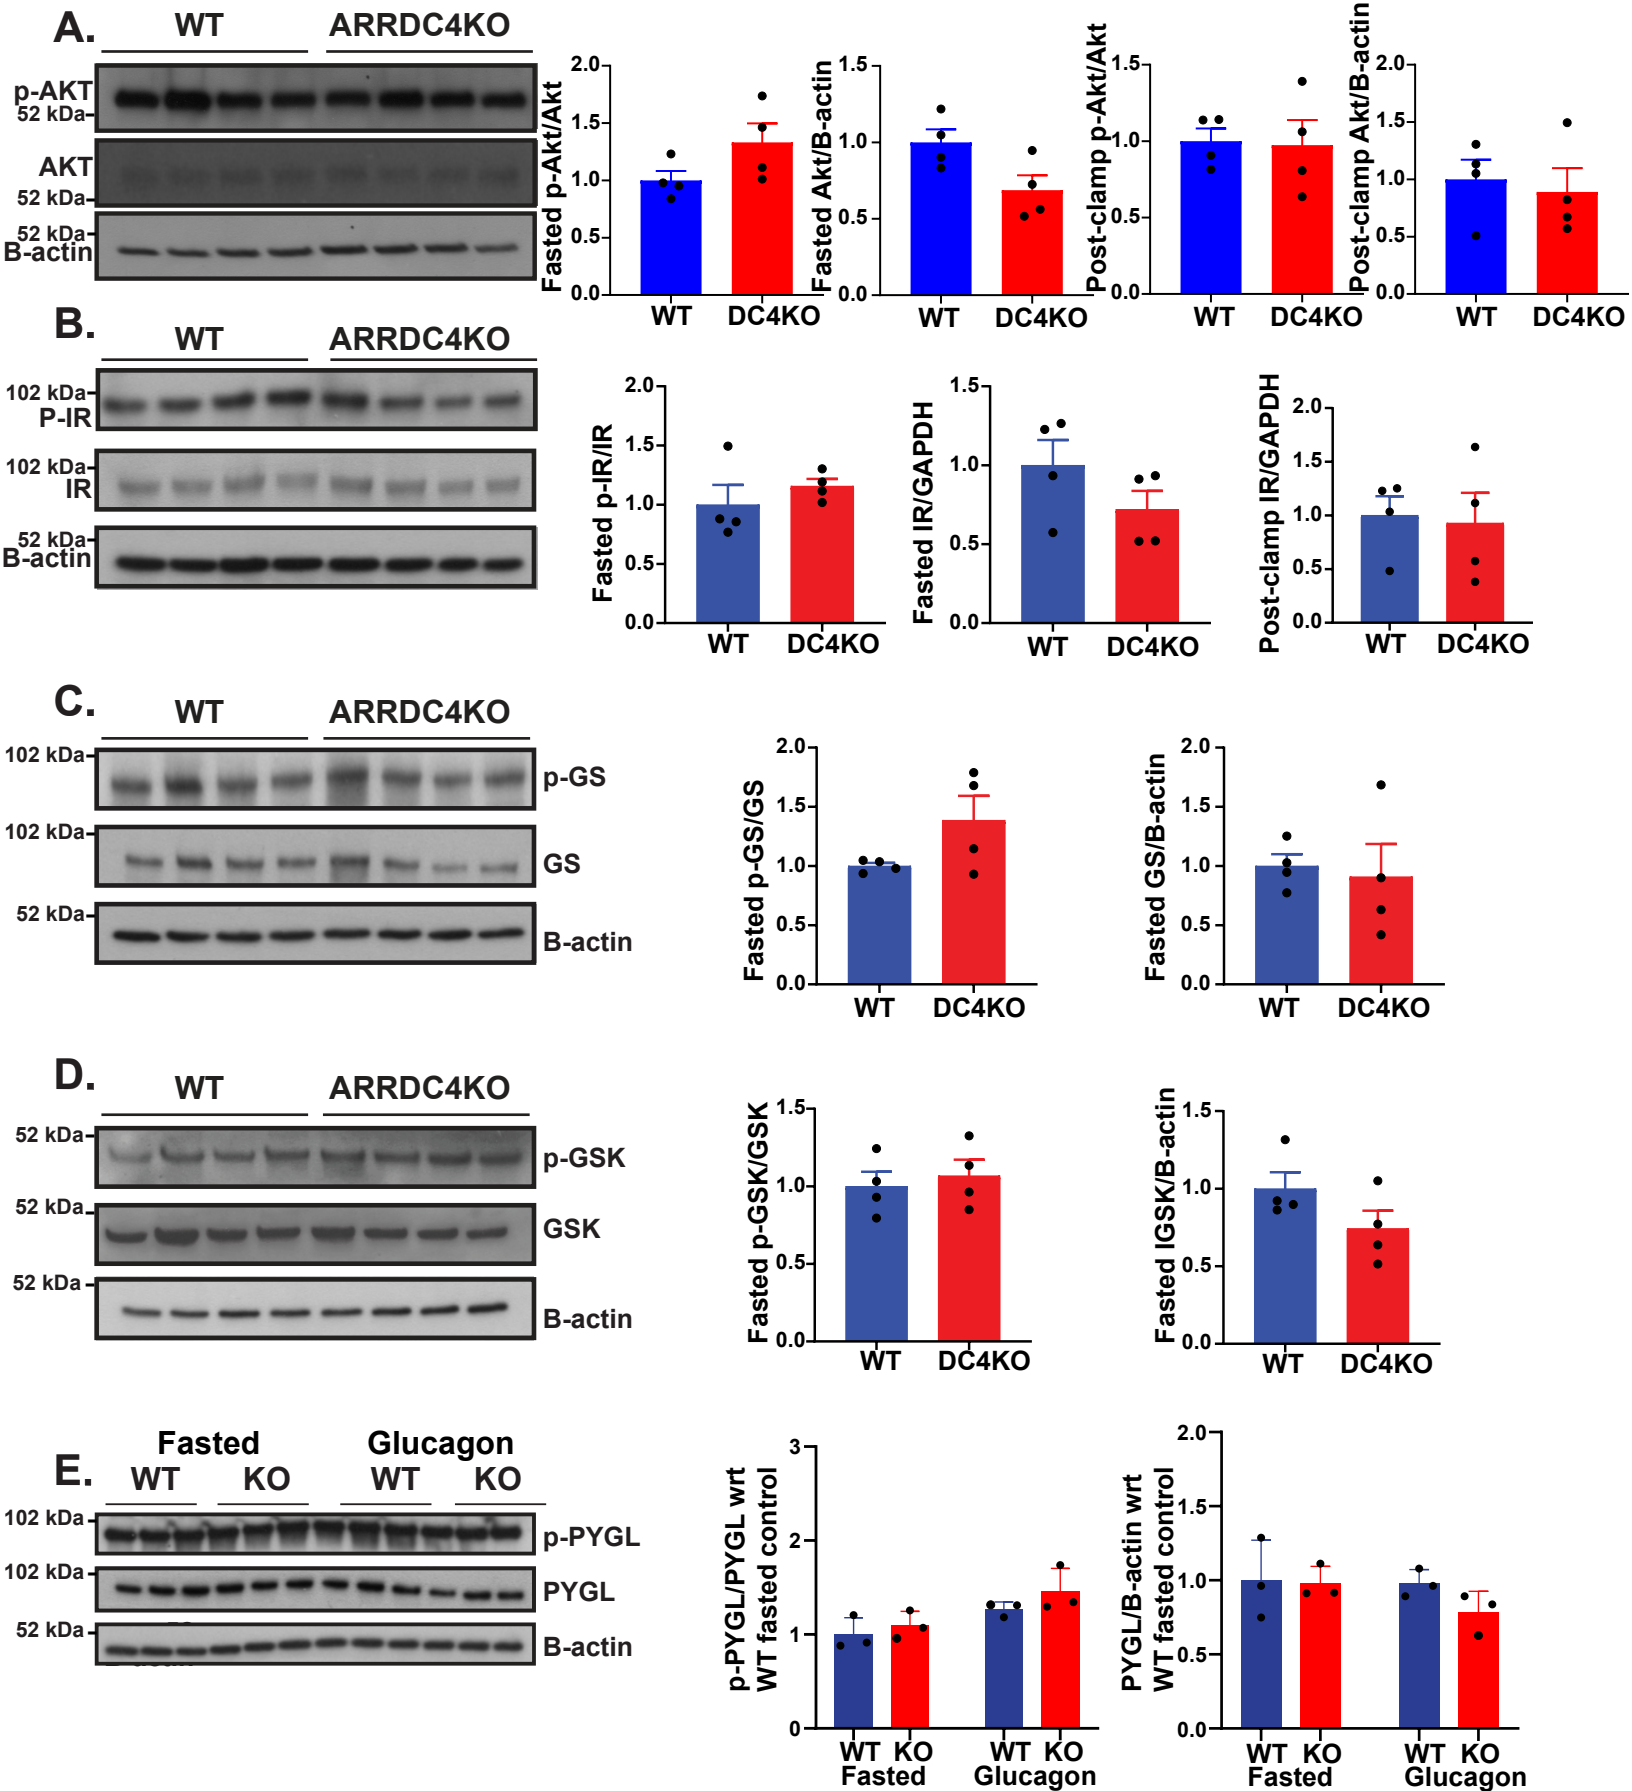 A.
WT ARRDC4KO
p-AKT
52 kDa
AKT
52 kDa
52 kDa
B-actin
Fasted p-Akt/Akt
2.0
1.5
1.0
0.5
0.0
WT DC4KO
Fasted Akt/B-actin
1.5
1.0
0.5
0.0
WT DC4KO
Post-clamp p-Akt/Akt
1.5
1.0
0.5
0.0
WT DC4KO
Post-clamp Akt/B-actin
2.0
1.5
1.0
0.5
0.0
WT DC4KO
B.
WT ARRDC4KO
102 kDa
P-IR
102 kDa
IR
52 kDa
B-actin
Fasted p-IR/IR
2.0
1.5
1.0
0.5
0.0
WT DC4KO
Fasted IR/GAPDH
1.5
1.0
0.5
0.0
WT DC4KO
Post-clamp IR/GAPDH
2.0
1.5
1.0
0.5
0.0
WT DC4KO
C.
WT ARRDC4KO
102 kDa
p-GS
102 kDa
GS
52 kDa
B-actin
Fasted p-GS/GS
2.0
1.5
1.0
0.5
0.0
WT DC4KO
Fasted GS/B-actin
2.0
1.5
1.0
0.5
0.0
WT DC4KO
D.
WT ARRDC4KO
52 kDa
p-GSK
52 kDa
GSK
52 kDa
B-actin
Fasted p-GSK/GSK
1.5
1.0
0.5
0.0
WT DC4KO
Fasted IGSK/B-actin
1.5
1.0
0.5
0.0
WT DC4KO
E.
Fasted Glucagon
WT KO WT KO
102 kDa
p-PYGL
102 kDa
PYGL
52 kDa
B-actin
p-PYGL/PYGL wrt
WT fasted control
3
2
1
0
WT KO WT KO
Fasted Glucagon
PYGL/B-actin wrt
WT fasted control
2.0
1.5
1.0
0.5
0.0
WT KO WT KO
Fasted Glucagon